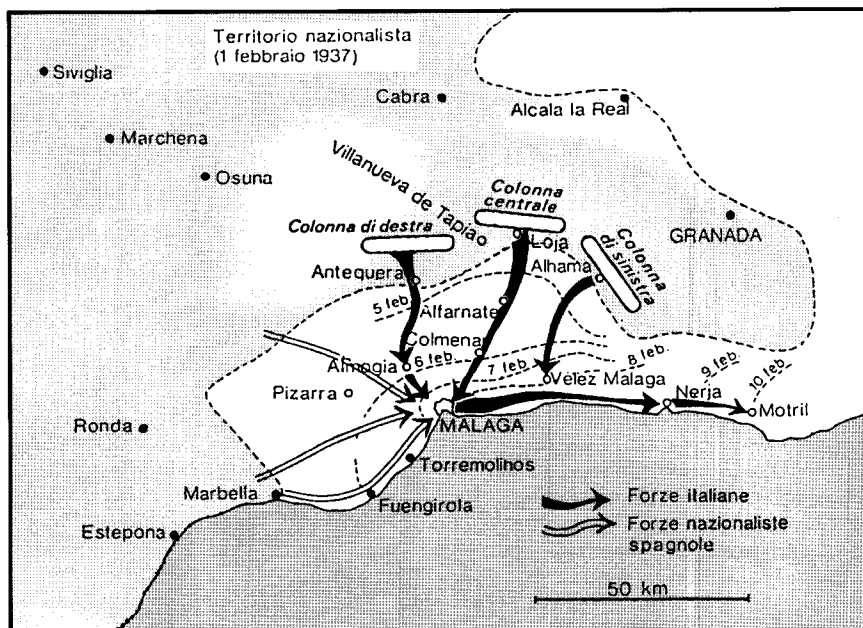 Territorio nazionalista
(1 febbraio 1937)
Siviglia
Cabra
Alcala la Real
Marchena
Osuna
Villanueva de Tapia
Colonna
centrale
Colonna di destra
Loja
Colonna
di sinistra
GRANADA
Antequera
Alhama
5 feb.
Alfarnate
Colmenar
Almogia
6 feb.
7 feb.
8 feb.
9 feb.
10 feb.
Pizarra
Vélez Malaga
Nerja
Motril
MALAGA
Ronda
Torremolinos
Marbella
Fuengirola
Estepona
Forze italiane
Forze nazionaliste
spagnole
50 km